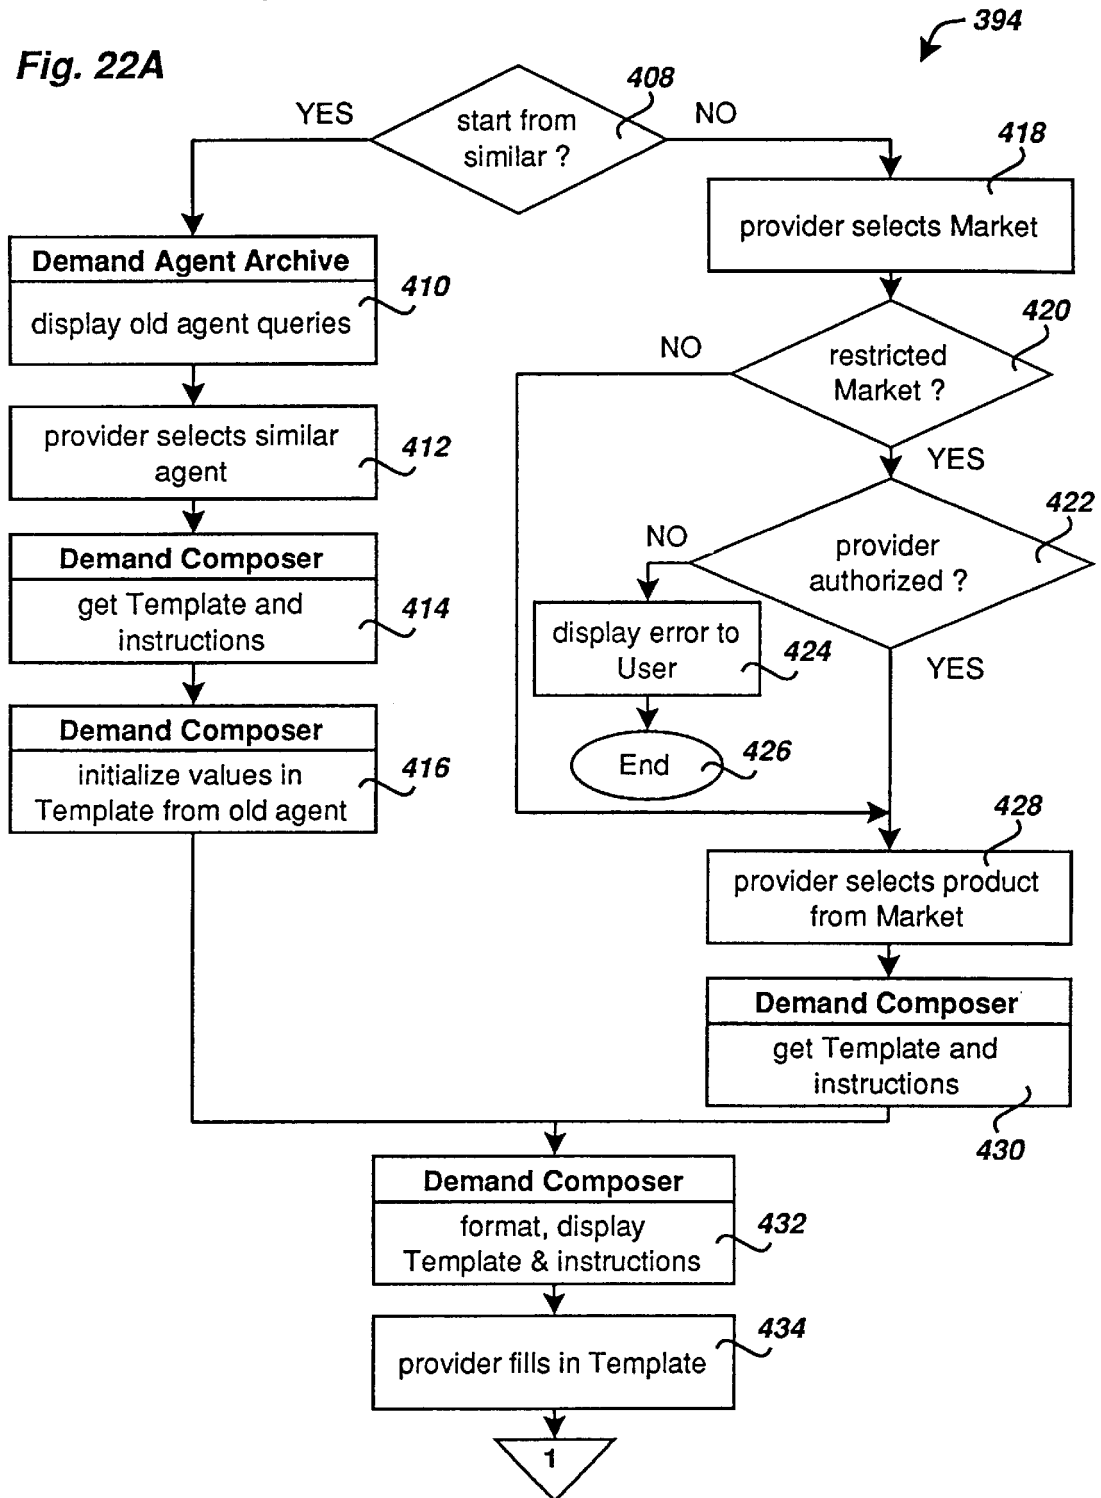 394
Fig. 22A
408
YES
start from
similar ?
NO
418
provider selects Market
Demand Agent Archive
410
display old agent queries
420
NO
restricted
Market ?
YES
provider selects similar
agent
412
422
NO
provider
authorized ?
Demand Composer
get Template and
instructions
414
display error to
User
424
YES
Demand Composer
initialize values in
Template from old agent
416
End
426
428
provider selects product
from Market
Demand Composer
get Template and
instructions
430
Demand Composer
format, display
Template & instructions
432
434
provider fills in Template
1